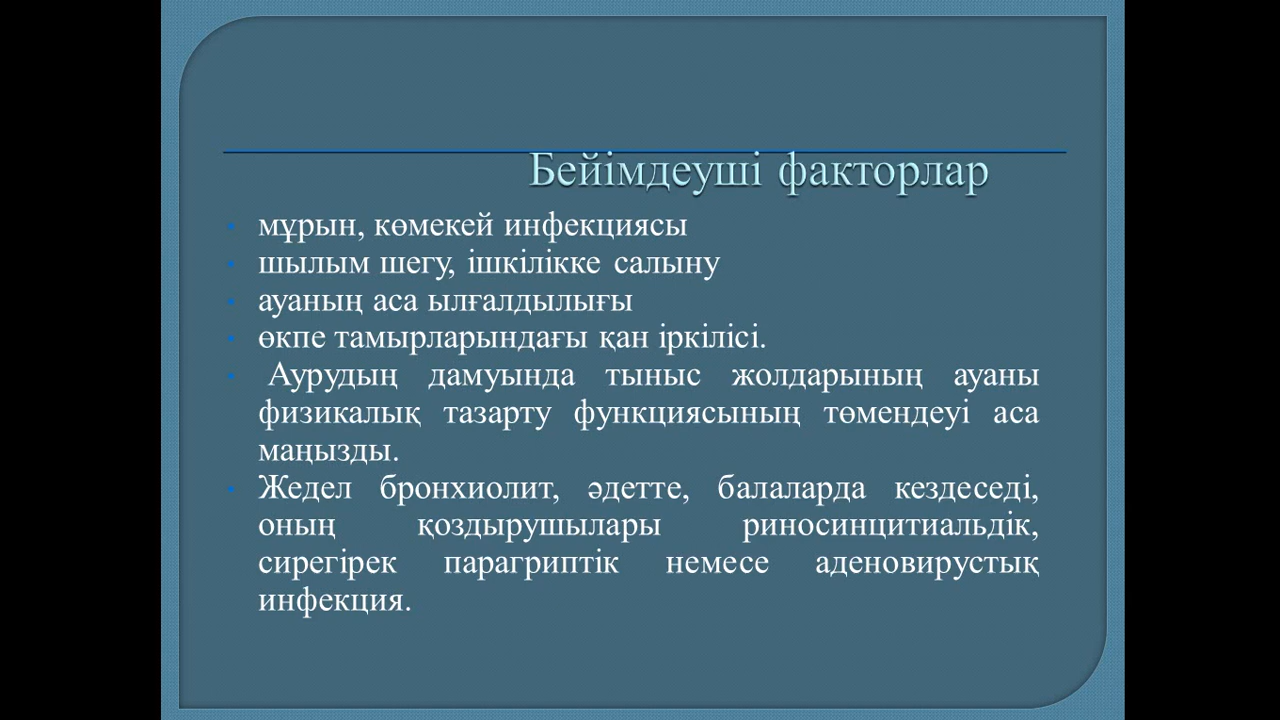 Бейімдеуші факторлар
мұрын, көмекей инфекциясы
шылым шегу, ішкілікке салыну
ауаның аса ылғалдылығы
өкпе тамырларындағы қан іркілісі.
Аурудың дамуында тыныс жолдарының ауаны
физикалық тазарту функциясының төмендеуі аса
маңызды.
Жедел бронхиолит, әдетте, балаларда кездеседі,
оның қоздырушылары риносинцитиальдік,
сирегірек парагриптік немесе аденовирустық
инфекция.